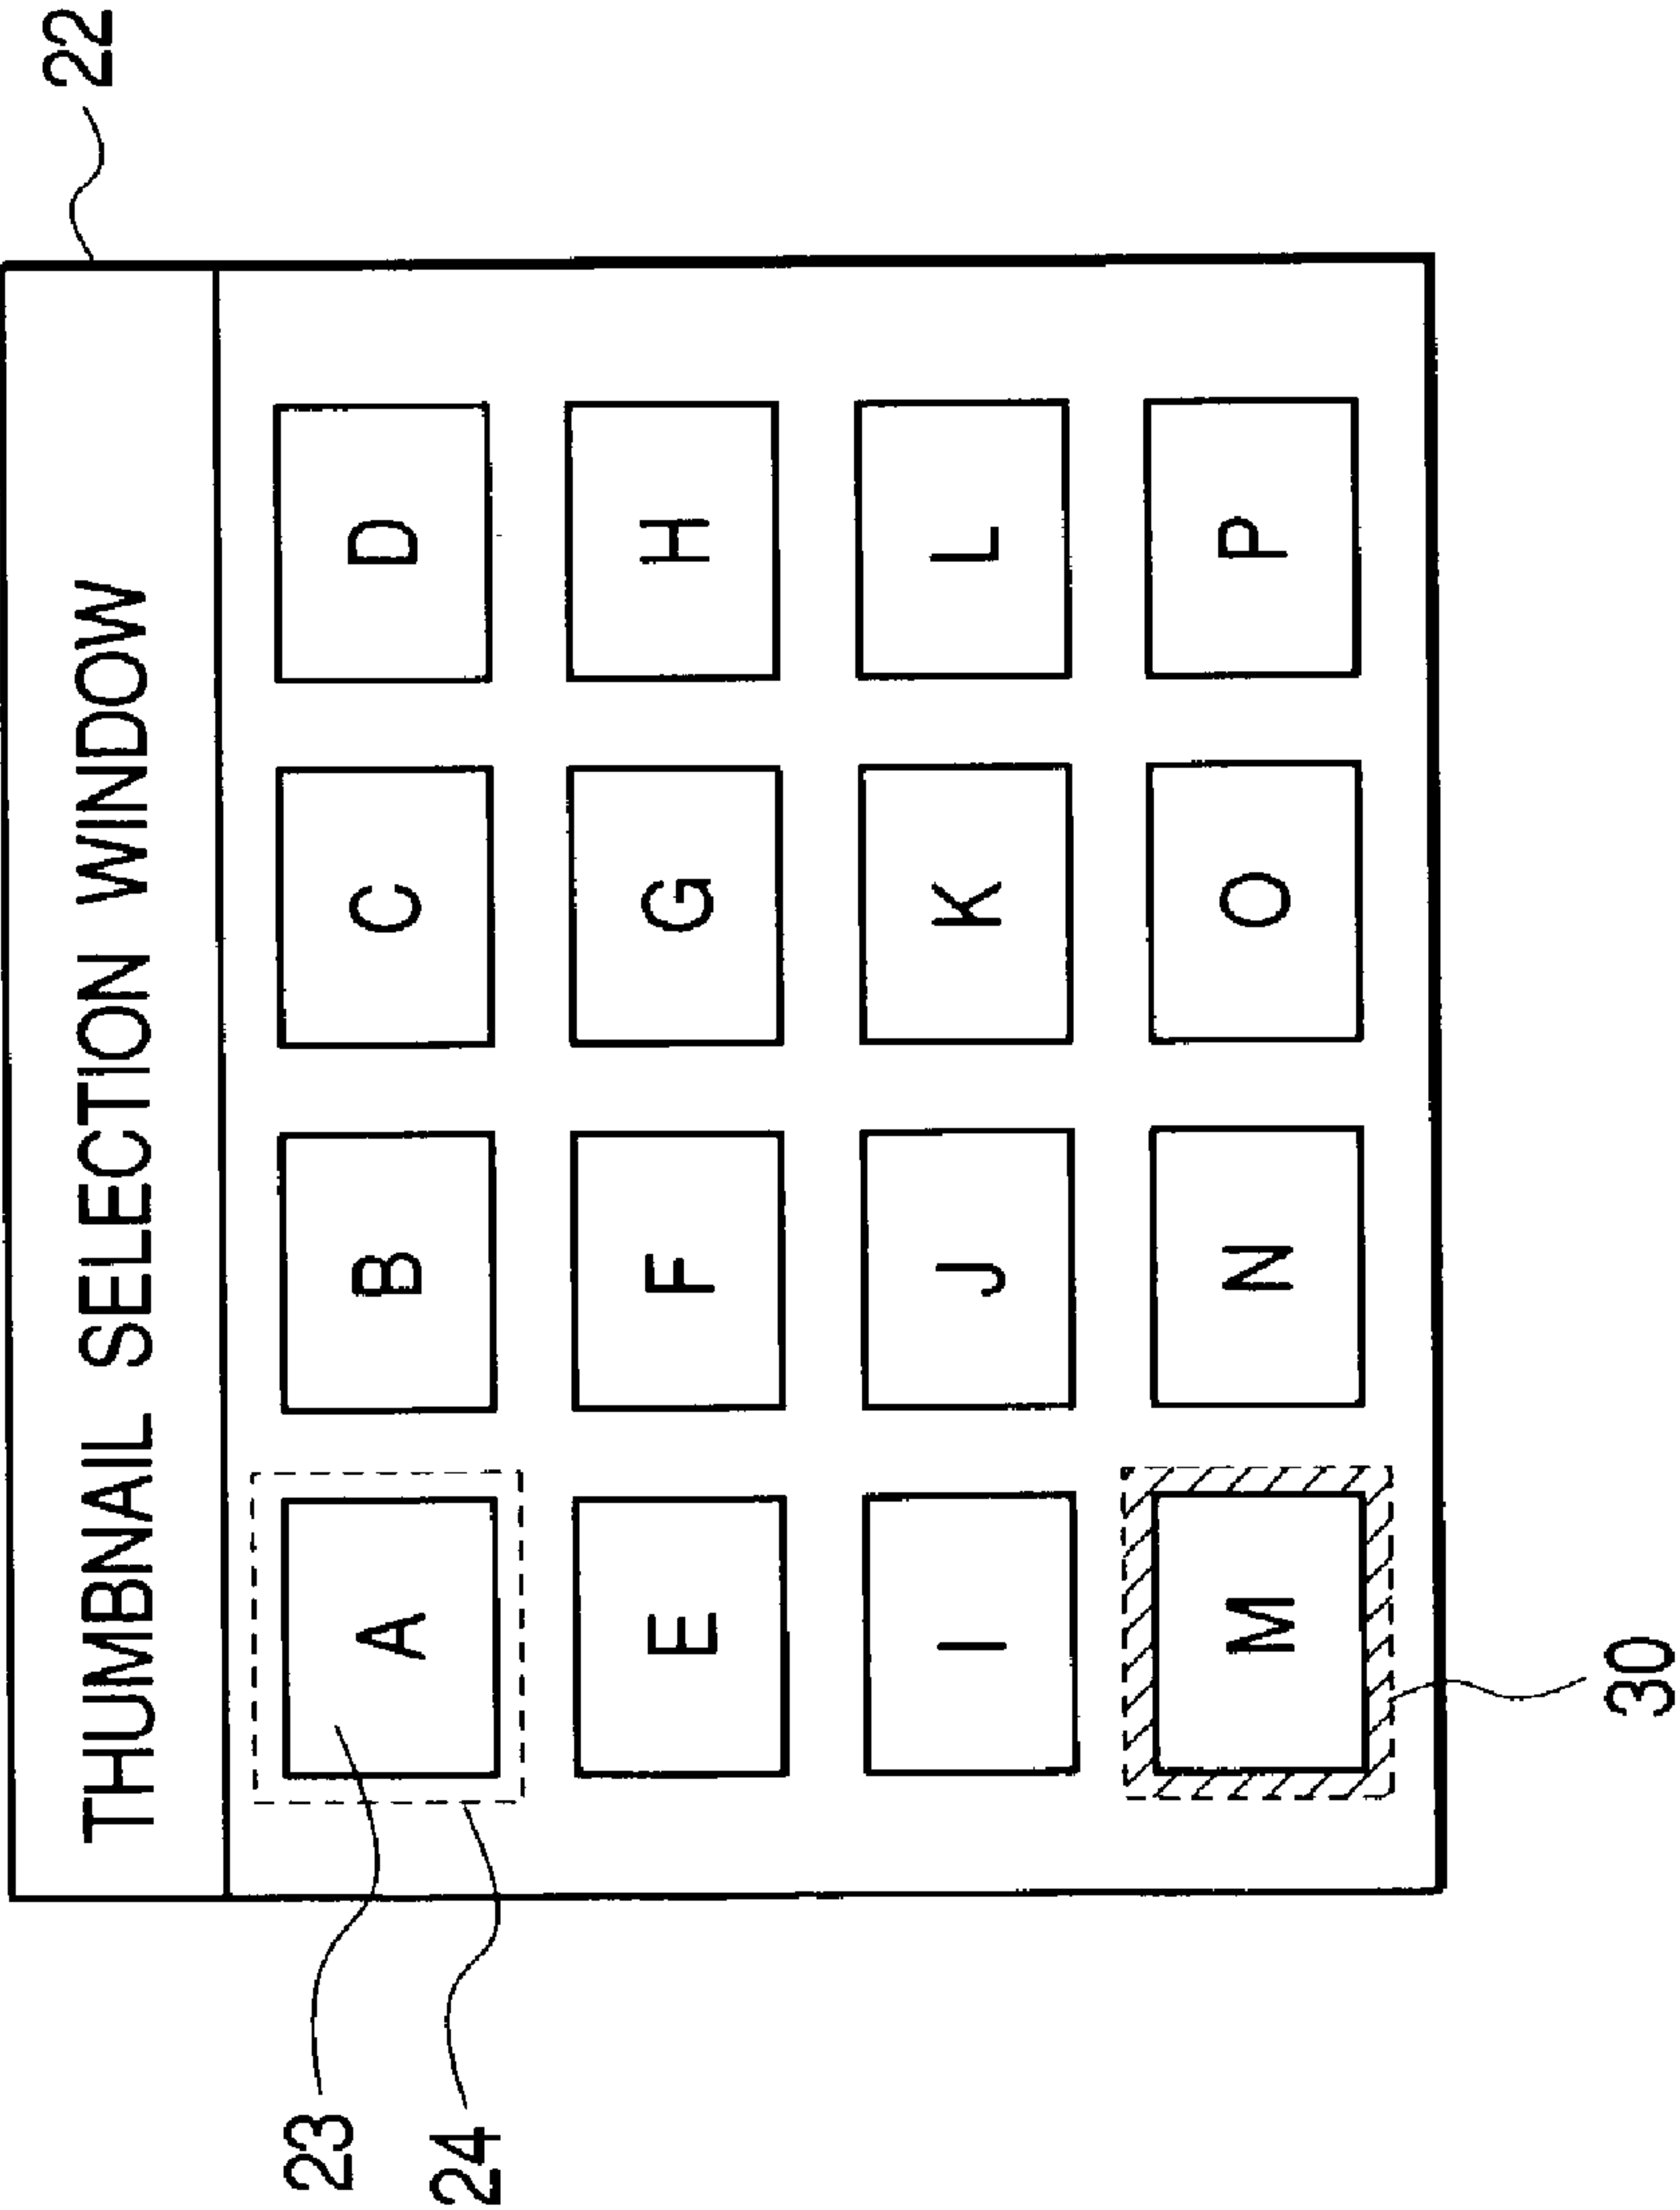 22
THUMBNAIL SELECTION WINDOW
A B C D
E F G H
I J K L
M N O P
23
24
30